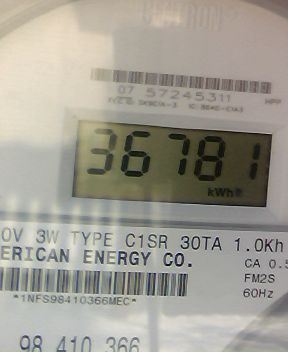 07 57245311
HPP
36781
kWh
0V 3W TYPE C1SR 30TA 1.0Kh
ERICAN ENERGY CO.
CA 0.5
FM2S
60Hz
*1NFS98410366MEC*
98 410 366